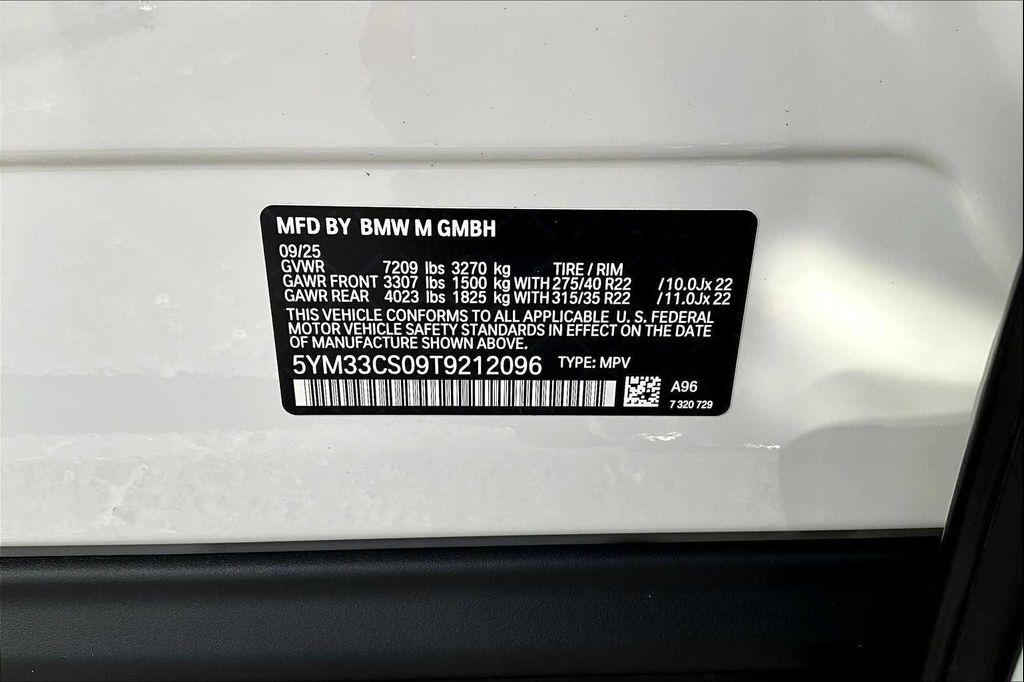 MFD BY BMW M GMBH
09/25
GVWR 7209 lbs 3270 kg TIRE / RIM
GAWR FRONT 3307 lbs 1500 kg WITH 275/40 R22 /10.0Jx 22
GAWR REAR 4023 lbs 1825 kg WITH 315/35 R22 /11.0Jx 22
THIS VEHICLE CONFORMS TO ALL APPLICABLE U. S. FEDERAL
MOTOR VEHICLE SAFETY STANDARDS IN EFFECT ON THE DATE
OF MANUFACTURE SHOWN ABOVE.
5YM33CS09T9212096 TYPE: MPV
A96
7 320 729